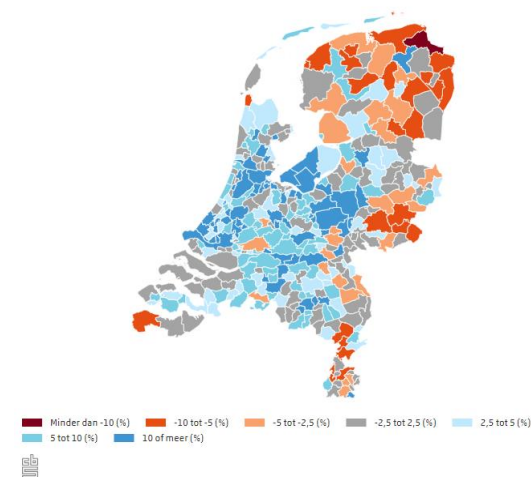 Minder dan -10 (%) -10 tot -5 (%) -5 tot -2,5 (%) -2,5 tot 2,5 (%) 2,5 tot 5 (%)
5 tot 10 (%) 10 of meer (%)